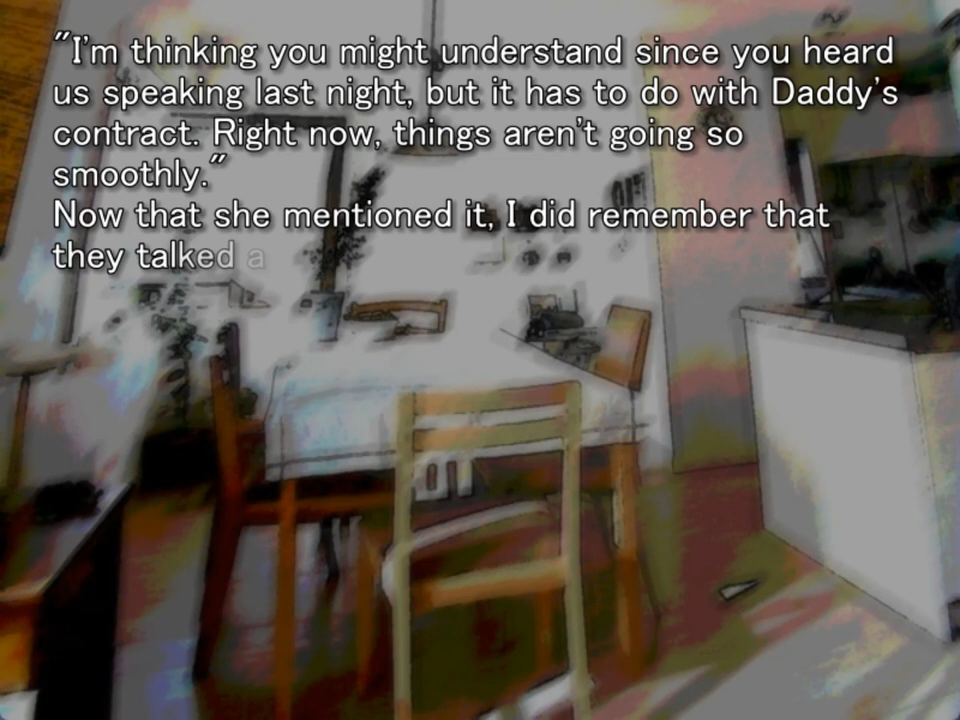 "I'm thinking you might understand since you heard
us speaking last night, but it has to do with Daddy's
contract. Right now, things aren't going so
smoothly."
Now that she mentioned it, I did remember that
they talked a